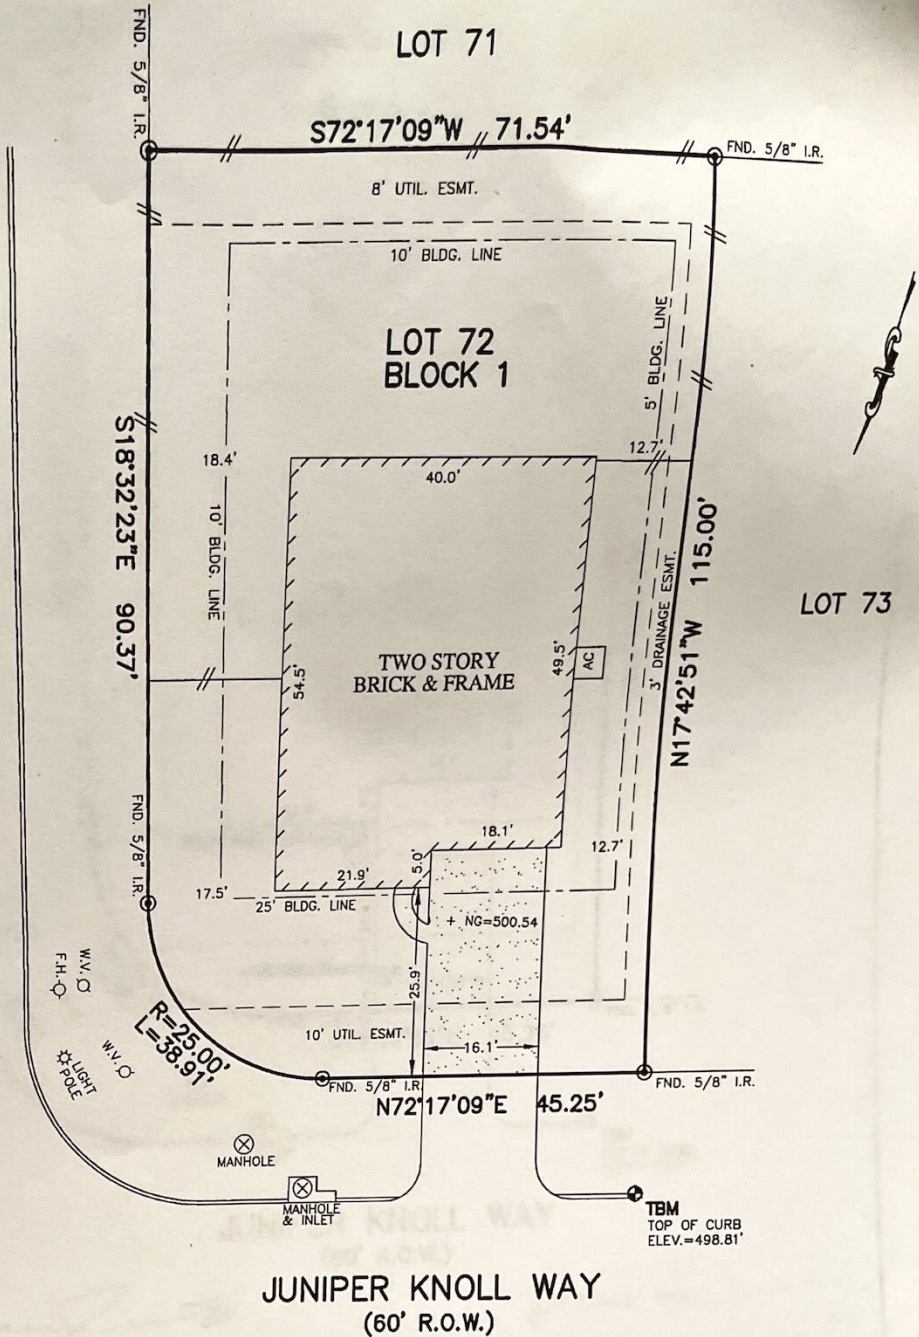 FND. 5/8" I.R.
LOT 71
S72°17'09"W 71.54'
FND. 5/8" I.R.
8' UTIL. ESMT.
10' BLDG. LINE
LOT 72
BLOCK 1
5' BLDG. LINE
S18°32'23"E 90.37'
18.4'
12.7'
40.0'
10' BLDG. LINE
N17°42'51"W 115.00'
3' DRAINAGE ESMT.
LOT 73
TWO STORY
BRICK & FRAME
54.5'
49.5'
AC
FND. 5/8" I.R.
18.1'
5.0'
12.7'
21.9'
17.5'
25' BLDG. LINE
+ NG=500.54
25.9'
W.V.
F.H.
R=25.00'
L=38.91'
10' UTIL. ESMT.
16.1'
W.V.
LIGHT
POLE
FND. 5/8" I.R.
FND. 5/8" I.R.
N72°17'09"E 45.25'
MANHOLE
MANHOLE
& INLET
TBM
TOP OF CURB
ELEV.=498.81'
JUNIPER KNOLL WAY
(60' R.O.W.)
JUNIPER KNOLL WAY
(60' R.O.W.)